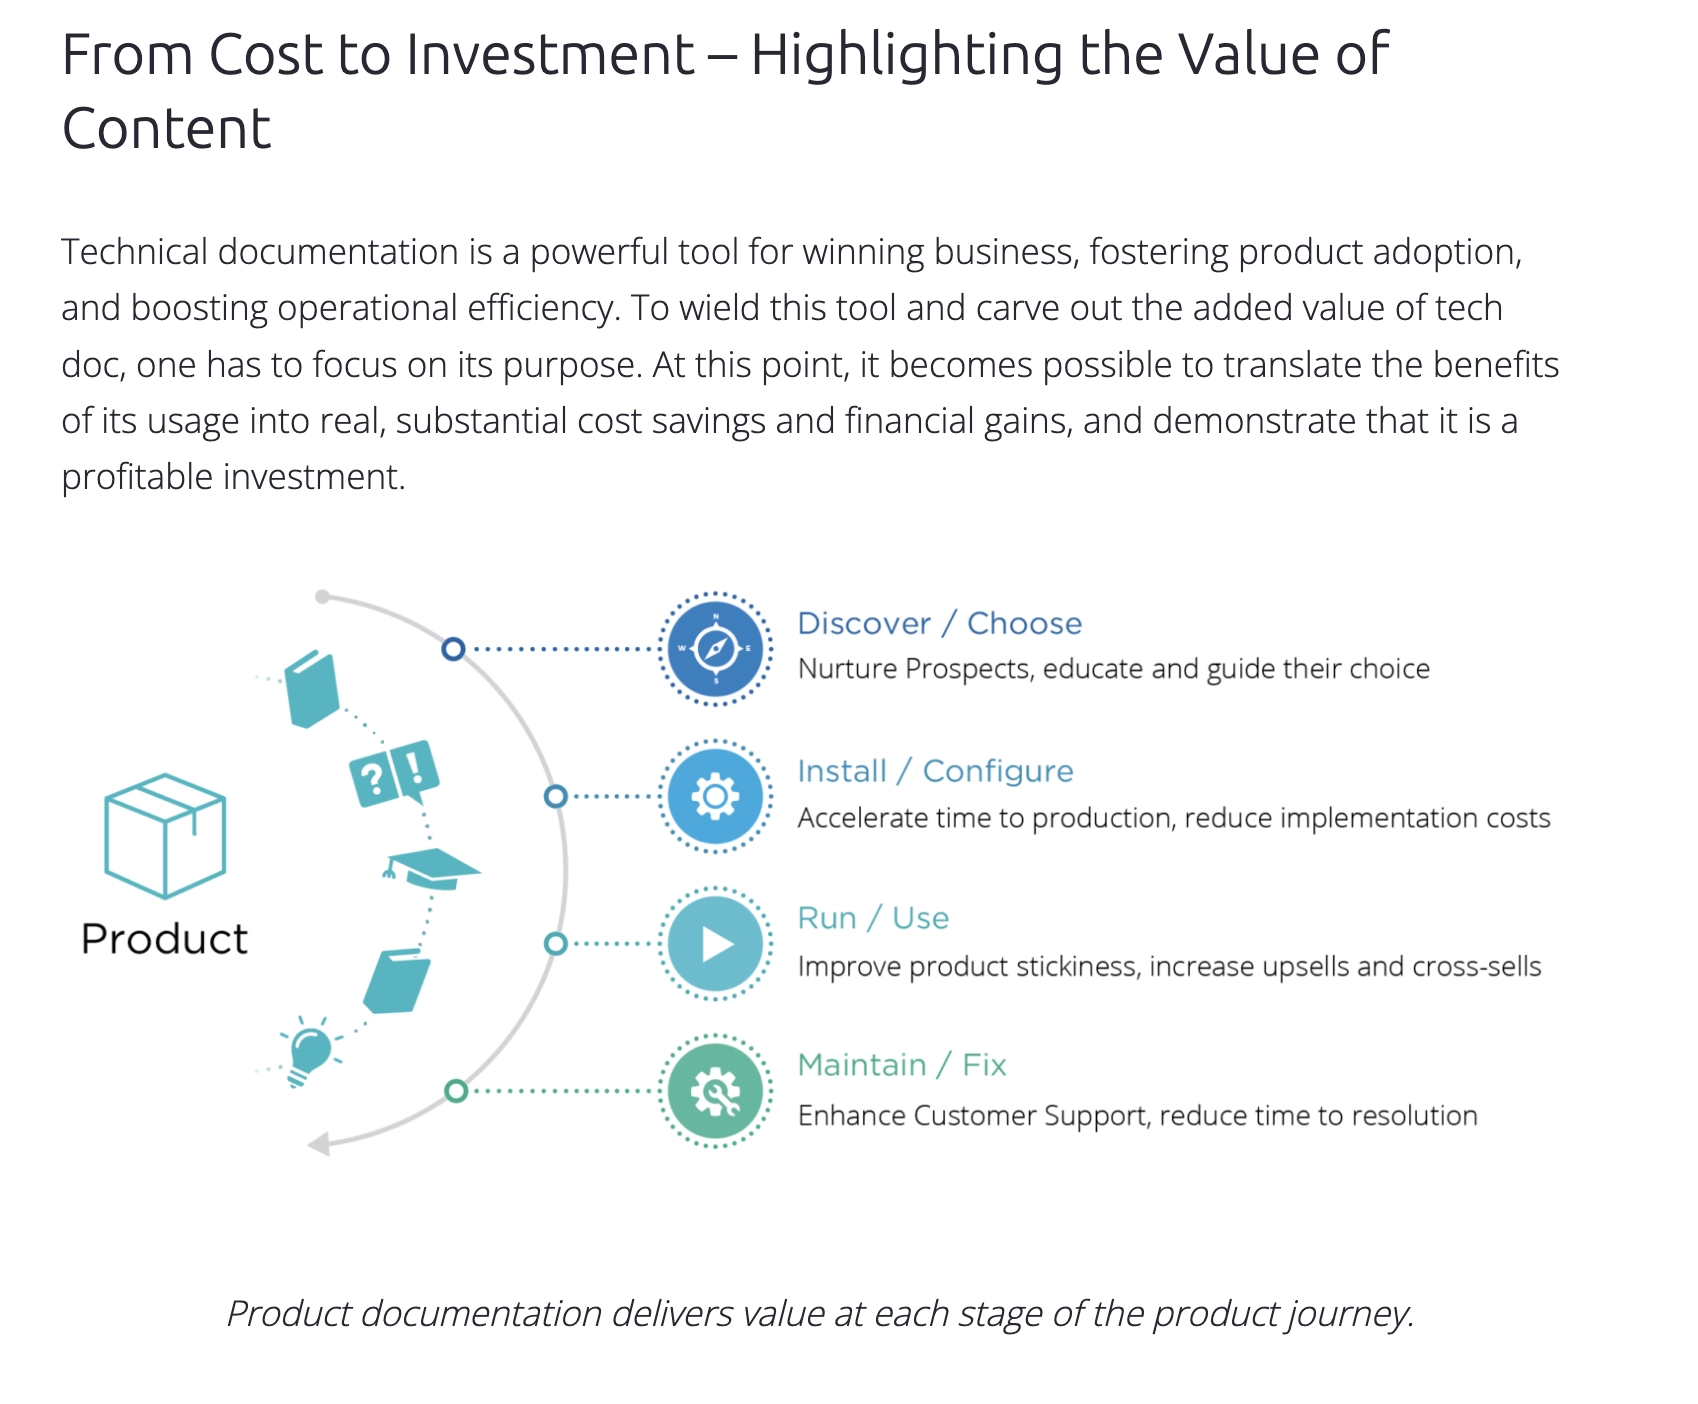 From Cost to Investment – Highlighting the Value of
Content
Technical documentation is a powerful tool for winning business, fostering product adoption,
and boosting operational efficiency. To wield this tool and carve out the added value of tech
doc, one has to focus on its purpose. At this point, it becomes possible to translate the benefits
of its usage into real, substantial cost savings and financial gains, and demonstrate that it is a
profitable investment.
Product
? !
N
W E
S
Discover / Choose
Nurture Prospects, educate and guide their choice
Install / Configure
Accelerate time to production, reduce implementation costs
Run / Use
Improve product stickiness, increase upsells and cross-sells
Maintain / Fix
Enhance Customer Support, reduce time to resolution
Product documentation delivers value at each stage of the product journey.